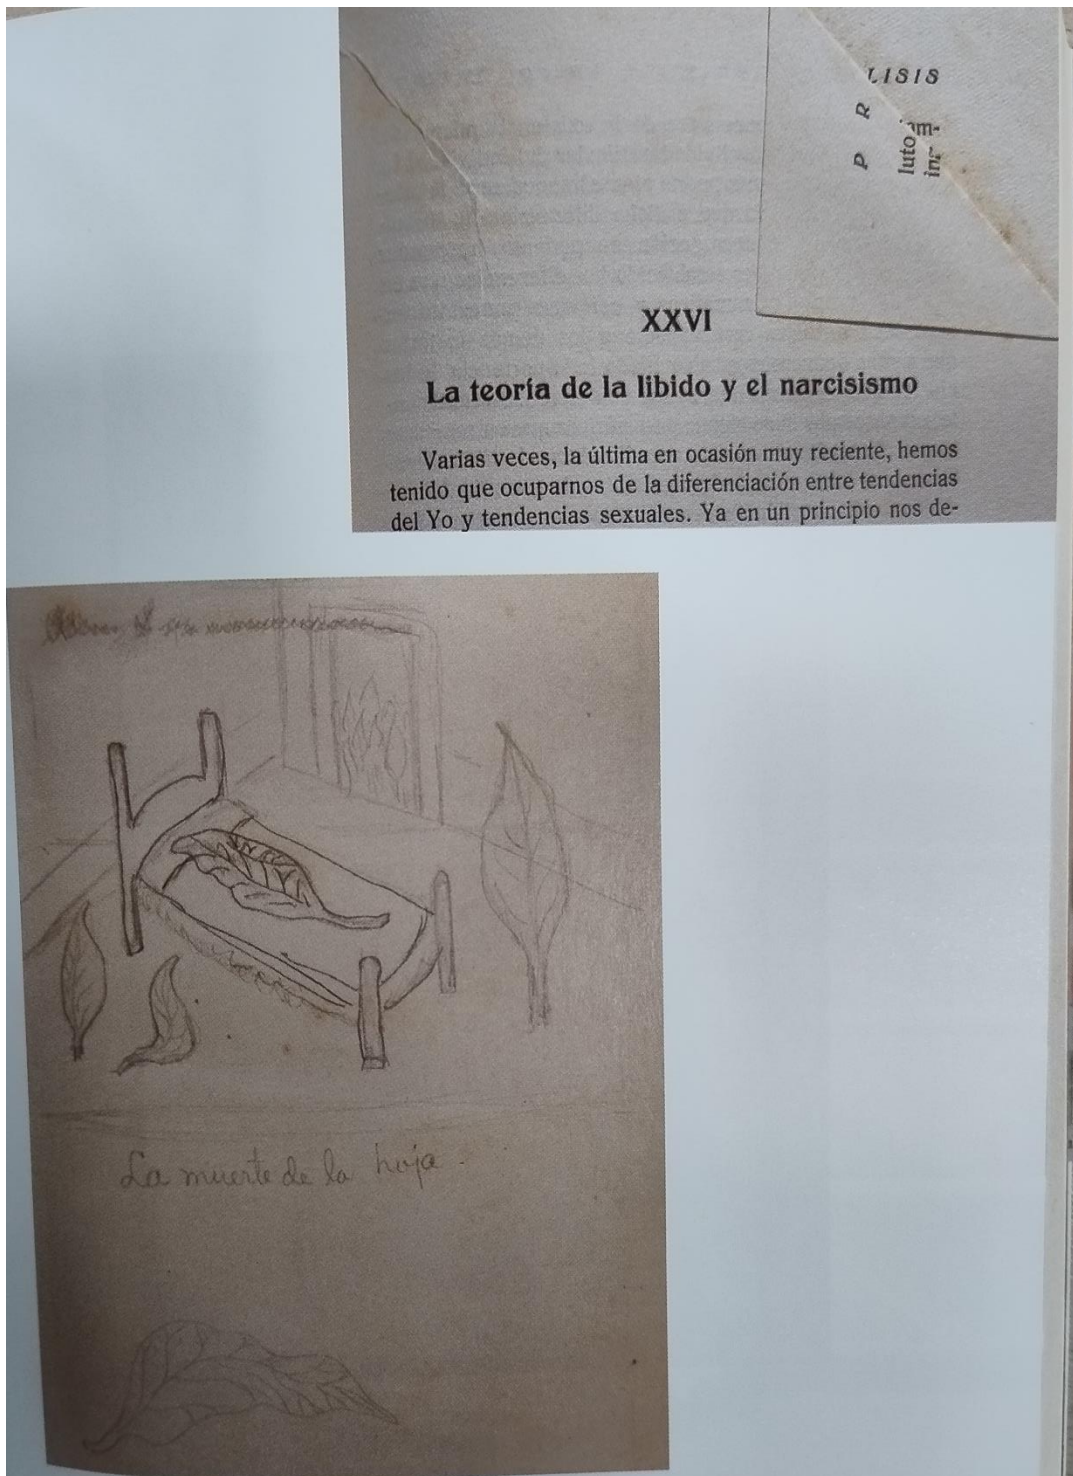 LISIS
P R
luto
XXVI
La teoría de la libido y el narcisismo
Varias veces, la última en ocasión muy reciente, hemos
tenido que ocuparnos de la diferenciación entre tendencias
del Yo y tendencias sexuales. Ya en un principio nos de-
La muerte de la hoja